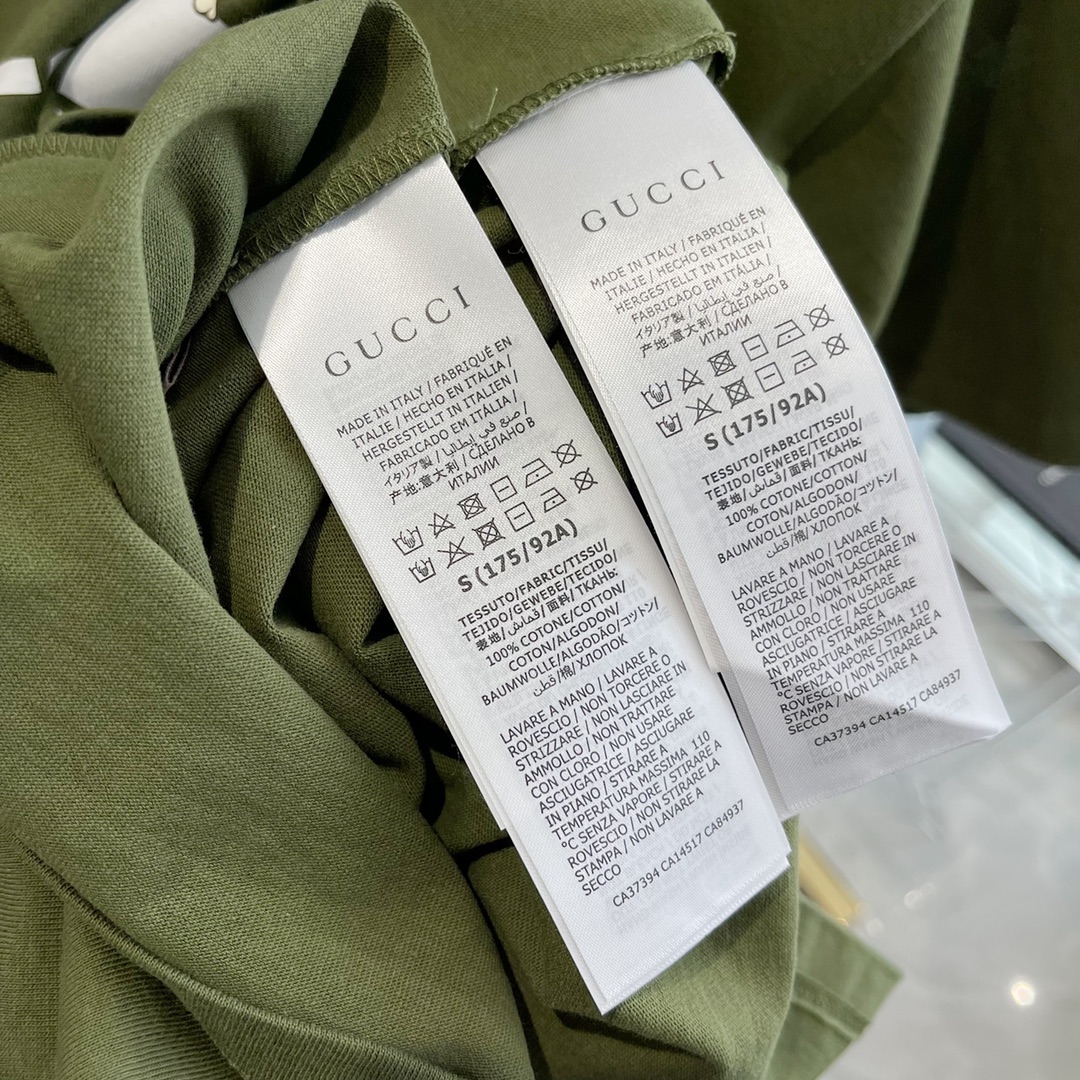 GUCCI
MADE IN ITALY / FABRIQUÉ EN
ITALIE / HECHO EN ITALIA /
HERGESTELLT IN ITALIEN /
FABRICADO EM ITÁLIA /
イタリア製 / صنع في إيطاليا /
产地:意大利 / СДЕЛАНО В
ИТАЛИИ
S (175/92A)
TESSUTO/FABRIC/TISSU/
TEJIDO/GEWEBE/TECIDO/
表地/قماش/面料/ТКАНЬ:
100% COTONE/COTTON/
COTON/ALGODON/
BAUMWOLLE/ALGODÃO/コットン/
قطن/棉/ХЛОПОК
LAVARE A MANO / LAVARE A
ROVESCIO / NON TORCERE O
STRIZZARE / NON LASCIARE IN
AMMOLLO / NON TRATTARE
CON CLORO / NON USARE
ASCIUGATRICE / ASCIUGARE
IN PIANO / STIRARE A
TEMPERATURA MASSIMA 110
°C SENZA VAPORE / STIRARE A
ROVESCIO / NON STIRARE LA
STAMPA / NON LAVARE A
SECCO
CA37394 CA14517 CA84937
GUCCI
MADE IN ITALY / FABRIQUÉ EN
ITALIE / HECHO EN ITALIA /
HERGESTELLT IN ITALIEN /
FABRICADO EM ITÁLIA /
イタリア製 / صنع في إيطاليا /
产地:意大利 / СДЕЛАНО В
ИТАЛИИ
S (175/92A)
TESSUTO/FABRIC/TISSU/
TEJIDO/GEWEBE/TECIDO/
表地/قماش/面料/ТКАНЬ:
100% COTONE/COTTON/
COTON/ALGODON/
BAUMWOLLE/ALGODÃO/コットン/
قطن/棉/ХЛОПОК
LAVARE A MANO / LAVARE A
ROVESCIO / NON TORCERE O
STRIZZARE / NON LASCIARE IN
AMMOLLO / NON TRATTARE
CON CLORO / NON USARE
ASCIUGATRICE / ASCIUGARE
IN PIANO / STIRARE A
TEMPERATURA MASSIMA 110
°C SENZA VAPORE / STIRARE A
ROVESCIO / NON STIRARE LA
STAMPA / NON LAVARE A
SECCO
CA37394 CA14517 CA84937